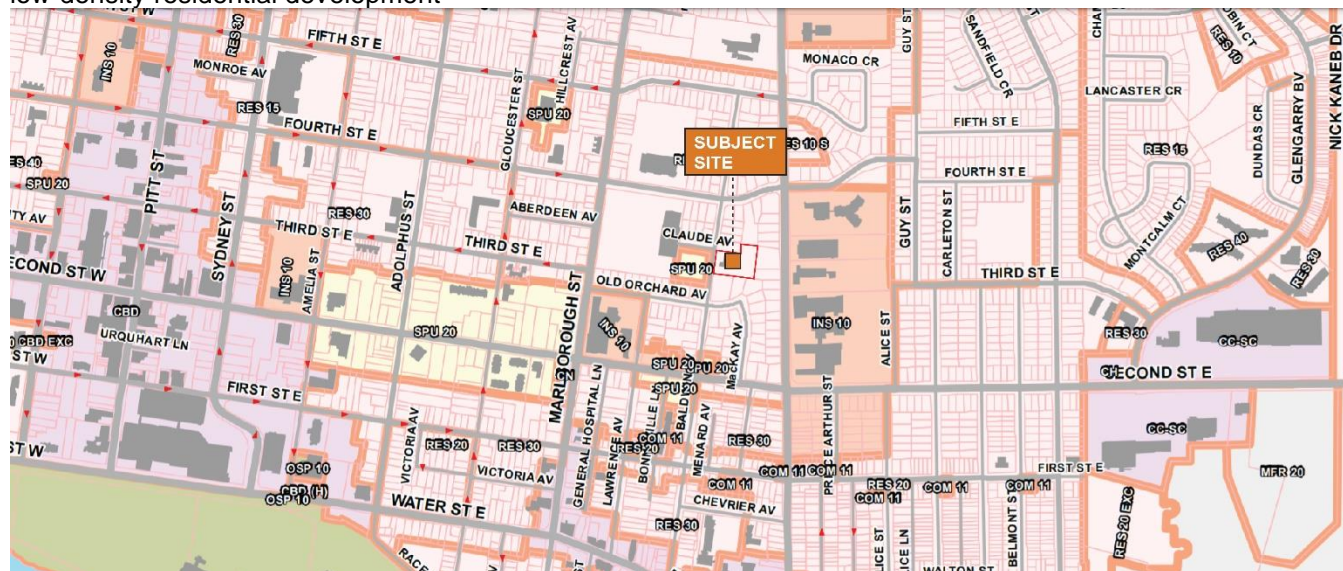 low-density residential development
RES 30
FIFTH ST E
HILLCREST AV
MONACO CR
GUY ST
SANDFIELD CR
RES 10
NICK KANEB DR
INS 10
MONROE AV
LANCASTER CR
RES 15
GLOUCESTER ST
SPU 20
FOURTH ST E
FIFTH ST E
DUNDAS CR
GLENGARRY BV
SUBJECT
SITE
RES 15
PITT ST
SPU 20
SYDNEY ST
RES 30
ADOLPHUS ST
ABERDEEN AV
FOURTH ST E
GUY ST
CARLETON ST
MONTCALM CT
THIRD ST E
THIRD ST E
CLAUDE AV
SPU 20
RES 40
RES 30
INS 10
AMELIA ST
OLD ORCHARD AV
THIRD ST E
CBD
URQUHART LN
CBD EXC
SPU 20
MARLBOROUGH ST
INS 10
SPU 20
SPU 20
SPU 20
MacKAY AV
INS 10
ALICE ST
RES 30
CC-SC
SECOND ST E
FIRST ST E
GENERAL HOSPITAL LN
LAWRENCE AV
MENARD AV
PRINCE ARTHUR ST
CC-SC
VICTORIA AV
RES 20
RES 30
VICTORIA AV
COM 11
RES 20
RES 30
COM 11
COM 11
FIRST ST E
MFR 20
OSP 10
CBD (H)
OSP 10
WATER ST E
COM 11
CHEVRIER AV
RES 30
RES 20
COM 11
COM 11
COM 11
BELMONT ST
RES 20 EXC
WALTON ST